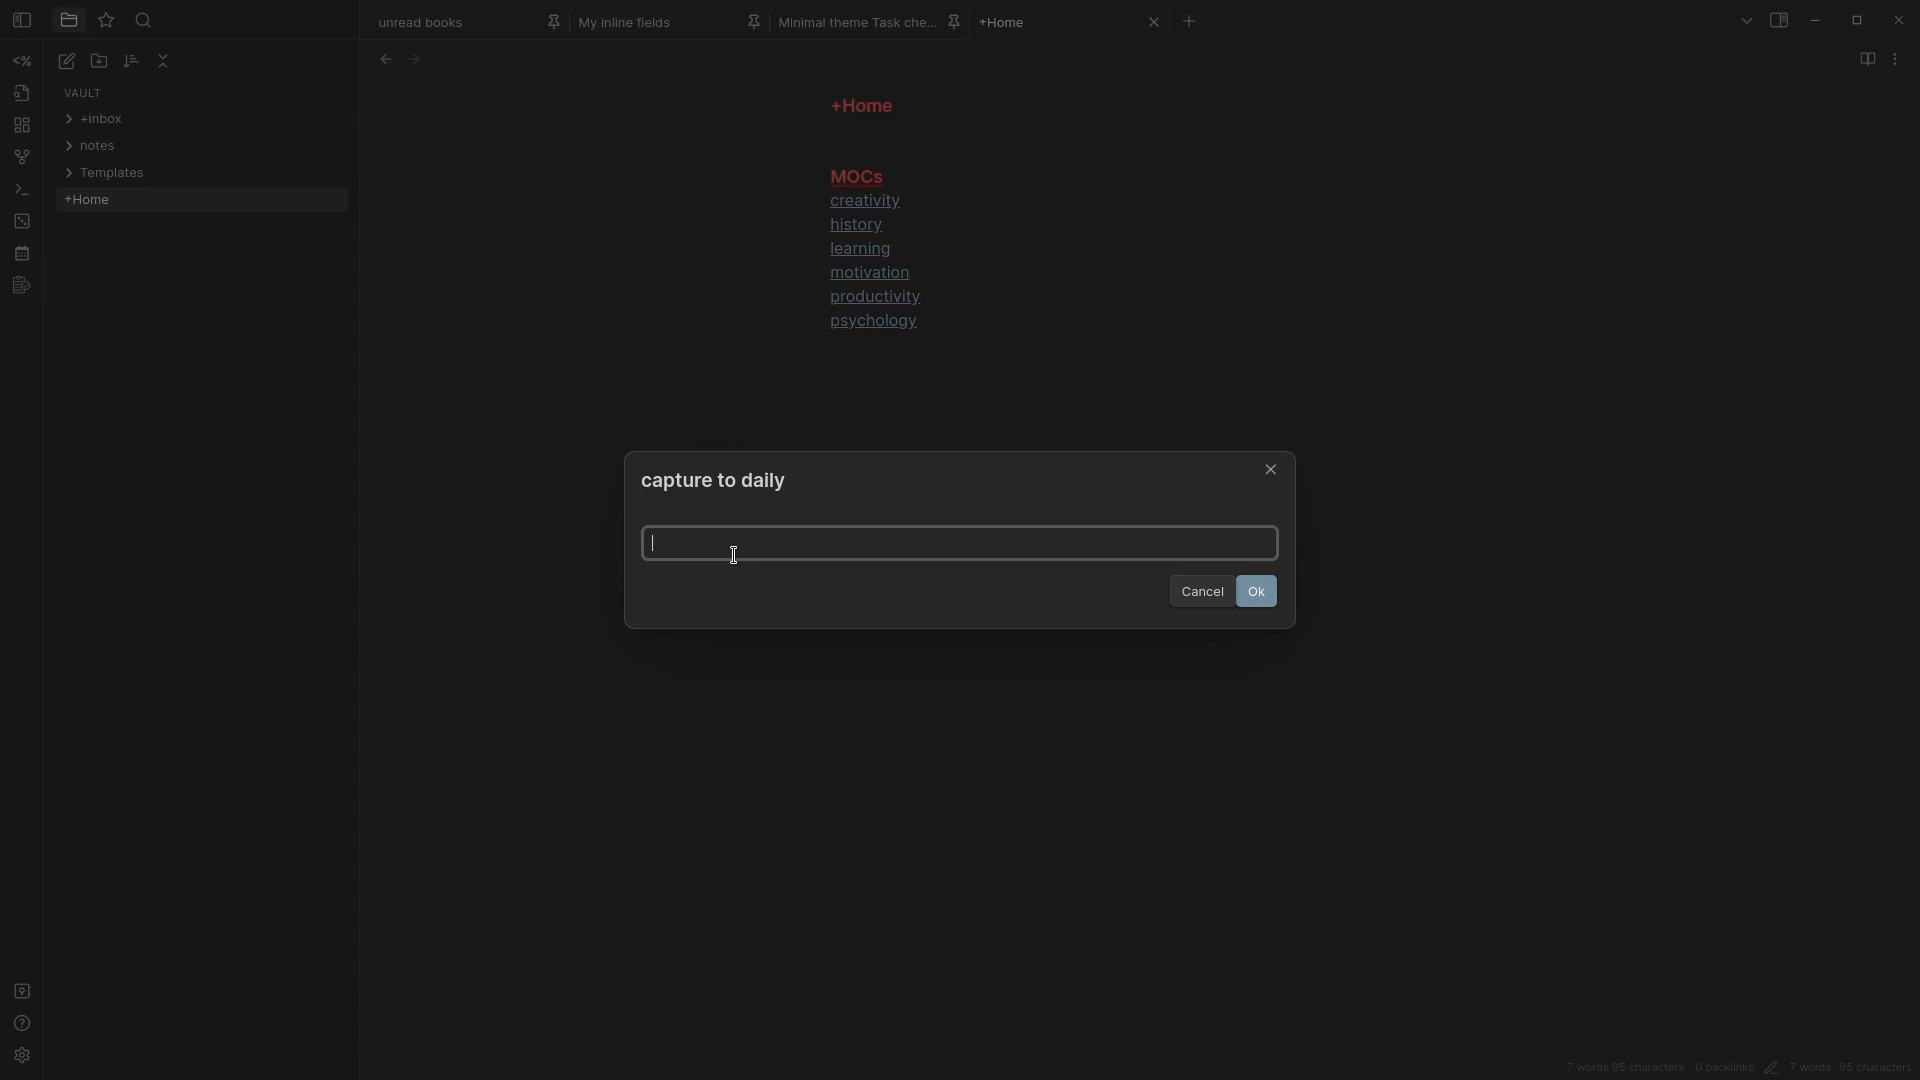 unread books
My inline fields
Minimal theme Task che...
+Home
<%
VAULT
+inbox
notes
Templates
+Home
+Home
MOCs
creativity
history
learning
motivation
productivity
psychology
capture to daily
Cancel
Ok
7 words 95 characters
0 backlinks
7 words
95 characters